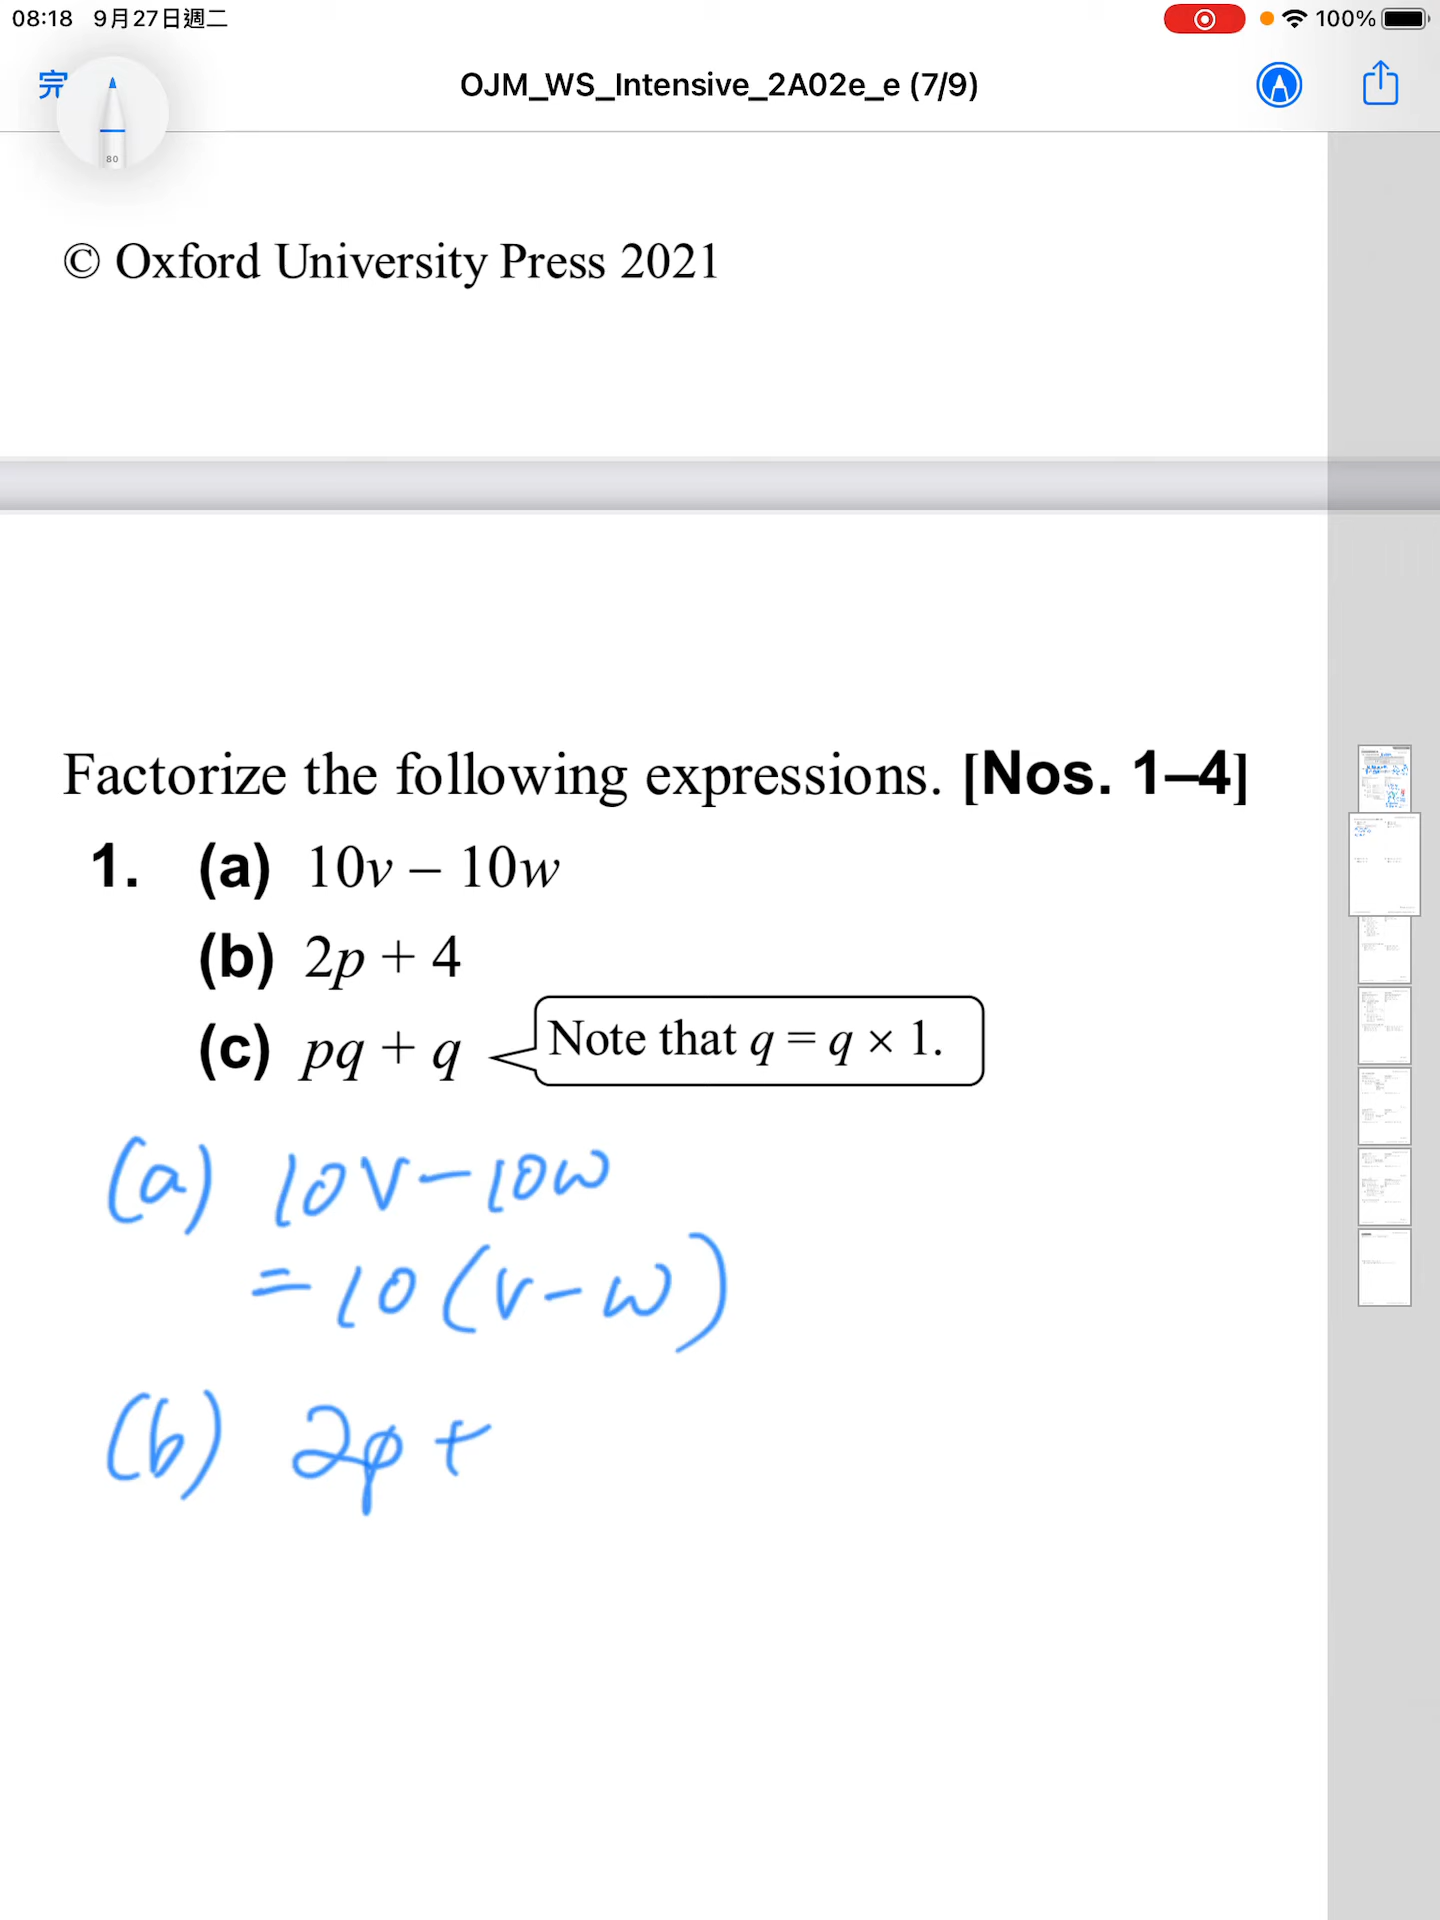 08:18 9月27日週二
100%
完
80
OJM_WS_Intensive_2A02e_e (7/9)
© Oxford University Press 2021
Factorize the following expressions. [Nos. 1–4]
1. (a) 10v – 10w
(b) 2p + 4
(c) pq + q
Note that q = q × 1.
(a) 10v-10w
=10(v-w)
(b) 2p+